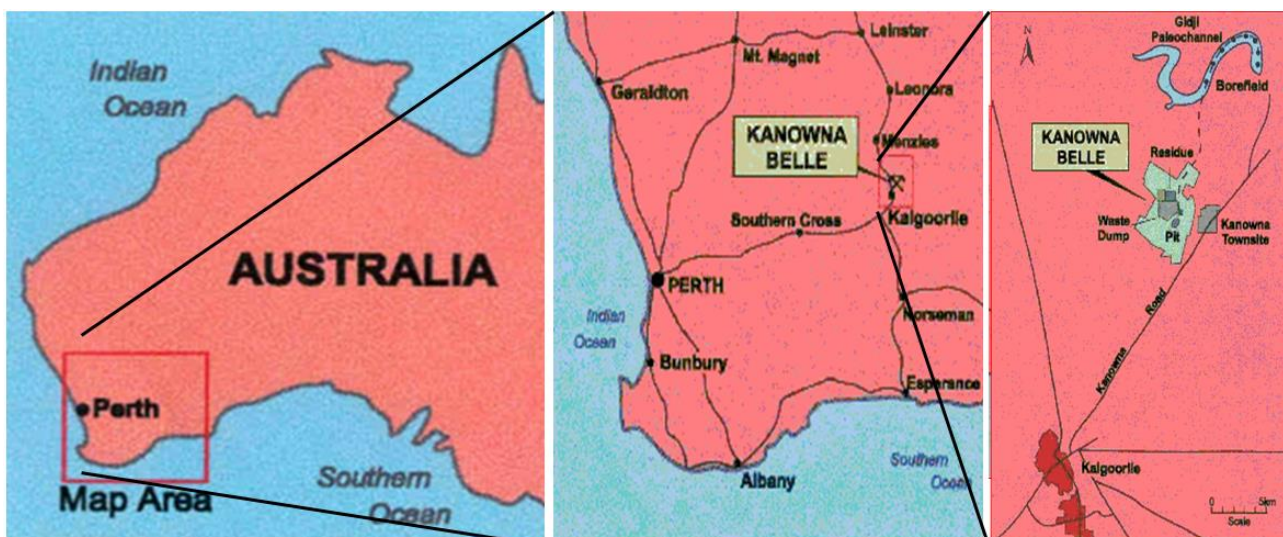 Indian
Ocean
AUSTRALIA
Perth
Map Area
Southern
Ocean
Leinster
Mt. Magnet
Geraldton
Leonora
KANOWNA
BELLE
Menzies
Southern Cross
Kalgoorlie
PERTH
Indian
Ocean
Norseman
Bunbury
Esperance
Albany
Southern
Ocean
Gidji
Paleochannel
N
Borefield
KANOWNA
BELLE
Residue
Waste
Dump
Pit
Kanowna
Townsite
Kanowna Road
Kalgoorlie
0 5km
Scale